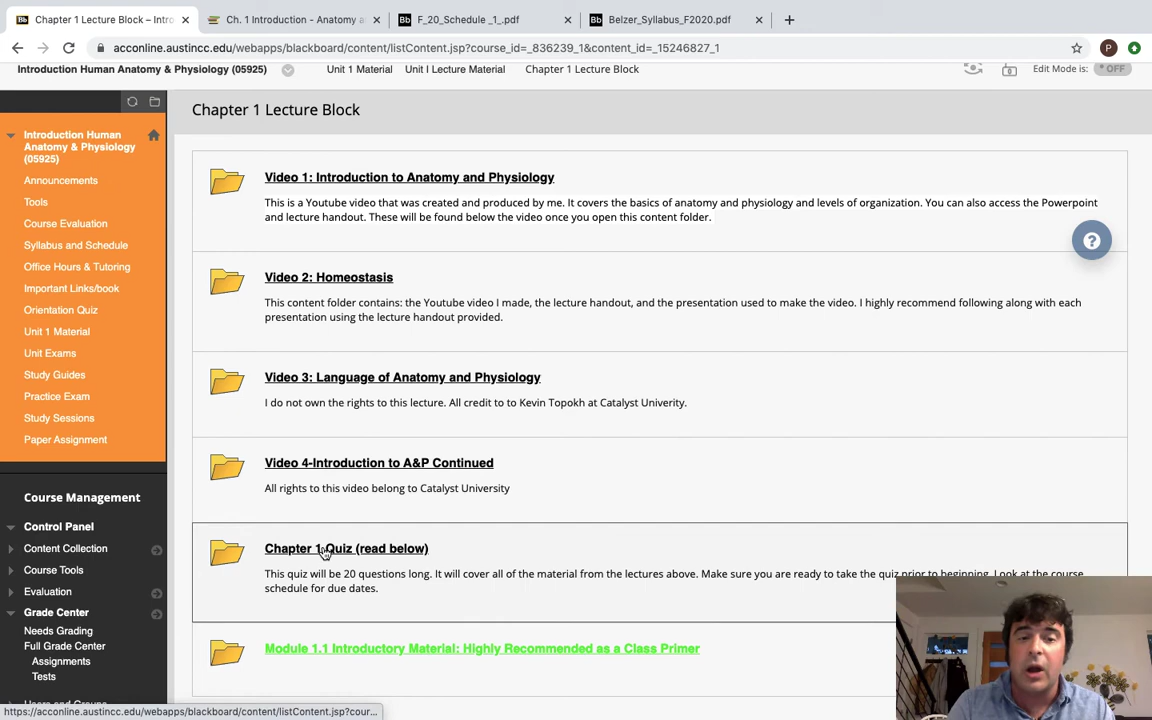 Chapter 1 Lecture Block – Intro
Ch. 1 Introduction - Anatomy a
F_20_Schedule _1_.pdf
Belzer_Syllabus_F2020.pdf
acconline.austincc.edu/webapps/blackboard/content/listContent.jsp?course_id=_836239_1&content_id=_15246827_1
P
Introduction Human Anatomy & Physiology (05925)
Unit 1 Material
Unit I Lecture Material
Chapter 1 Lecture Block
Edit Mode is:
OFF
Introduction Human
Anatomy & Physiology
(05925)
Announcements
Tools
Course Evaluation
Syllabus and Schedule
Office Hours & Tutoring
Important Links/book
Orientation Quiz
Unit 1 Material
Unit Exams
Study Guides
Practice Exam
Study Sessions
Paper Assignment
Course Management
Control Panel
Content Collection
Course Tools
Evaluation
Grade Center
Needs Grading
Full Grade Center
Assignments
Tests
Users and Groups
Chapter 1 Lecture Block
Video 1: Introduction to Anatomy and Physiology
This is a Youtube video that was created and produced by me. It covers the basics of anatomy and physiology and levels of organization. You can also access the Powerpoint
and lecture handout. These will be found below the video once you open this content folder.
Video 2: Homeostasis
This content folder contains: the Youtube video I made, the lecture handout, and the presentation used to make the video. I highly recommend following along with each
presentation using the lecture handout provided.
Video 3: Language of Anatomy and Physiology
I do not own the rights to this lecture. All credit to to Kevin Topokh at Catalyst Univerity.
Video 4-Introduction to A&P Continued
All rights to this video belong to Catalyst University
Chapter 1 Quiz (read below)
This quiz will be 20 questions long. It will cover all of the material from the lectures above. Make sure you are ready to take the quiz prior to beginning. Look at the course
schedule for due dates.
Module 1.1 Introductory Material: Highly Recommended as a Class Primer
https://acconline.austincc.edu/webapps/blackboard/content/listContent.jsp?cour...